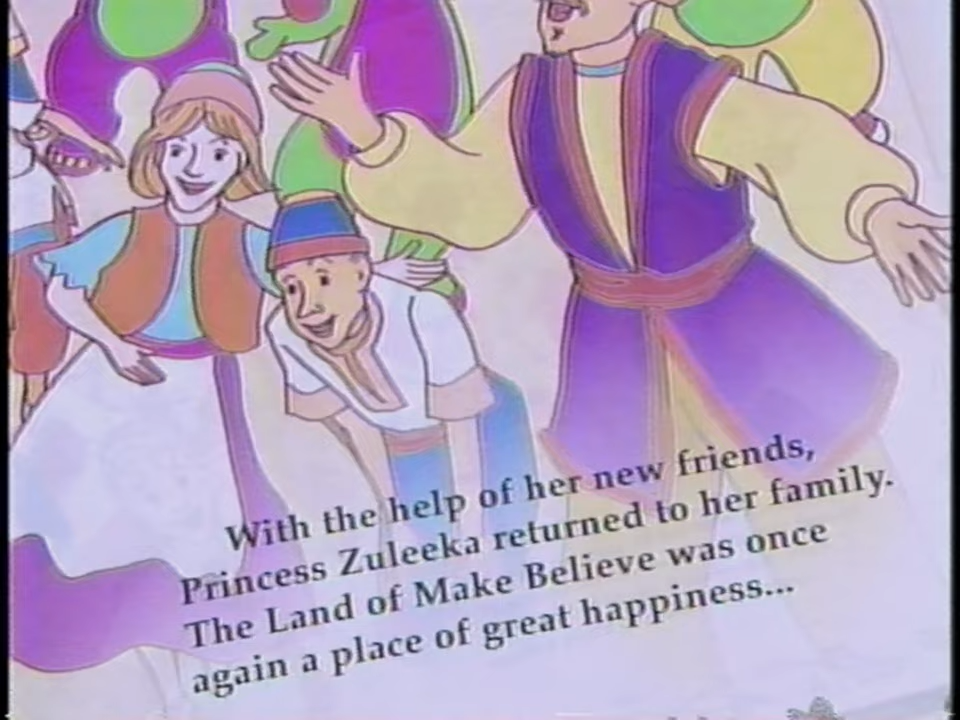 With the help of her new friends,
Princess Zuleeka returned to her family.
The Land of Make Believe was once
again a place of great happiness...